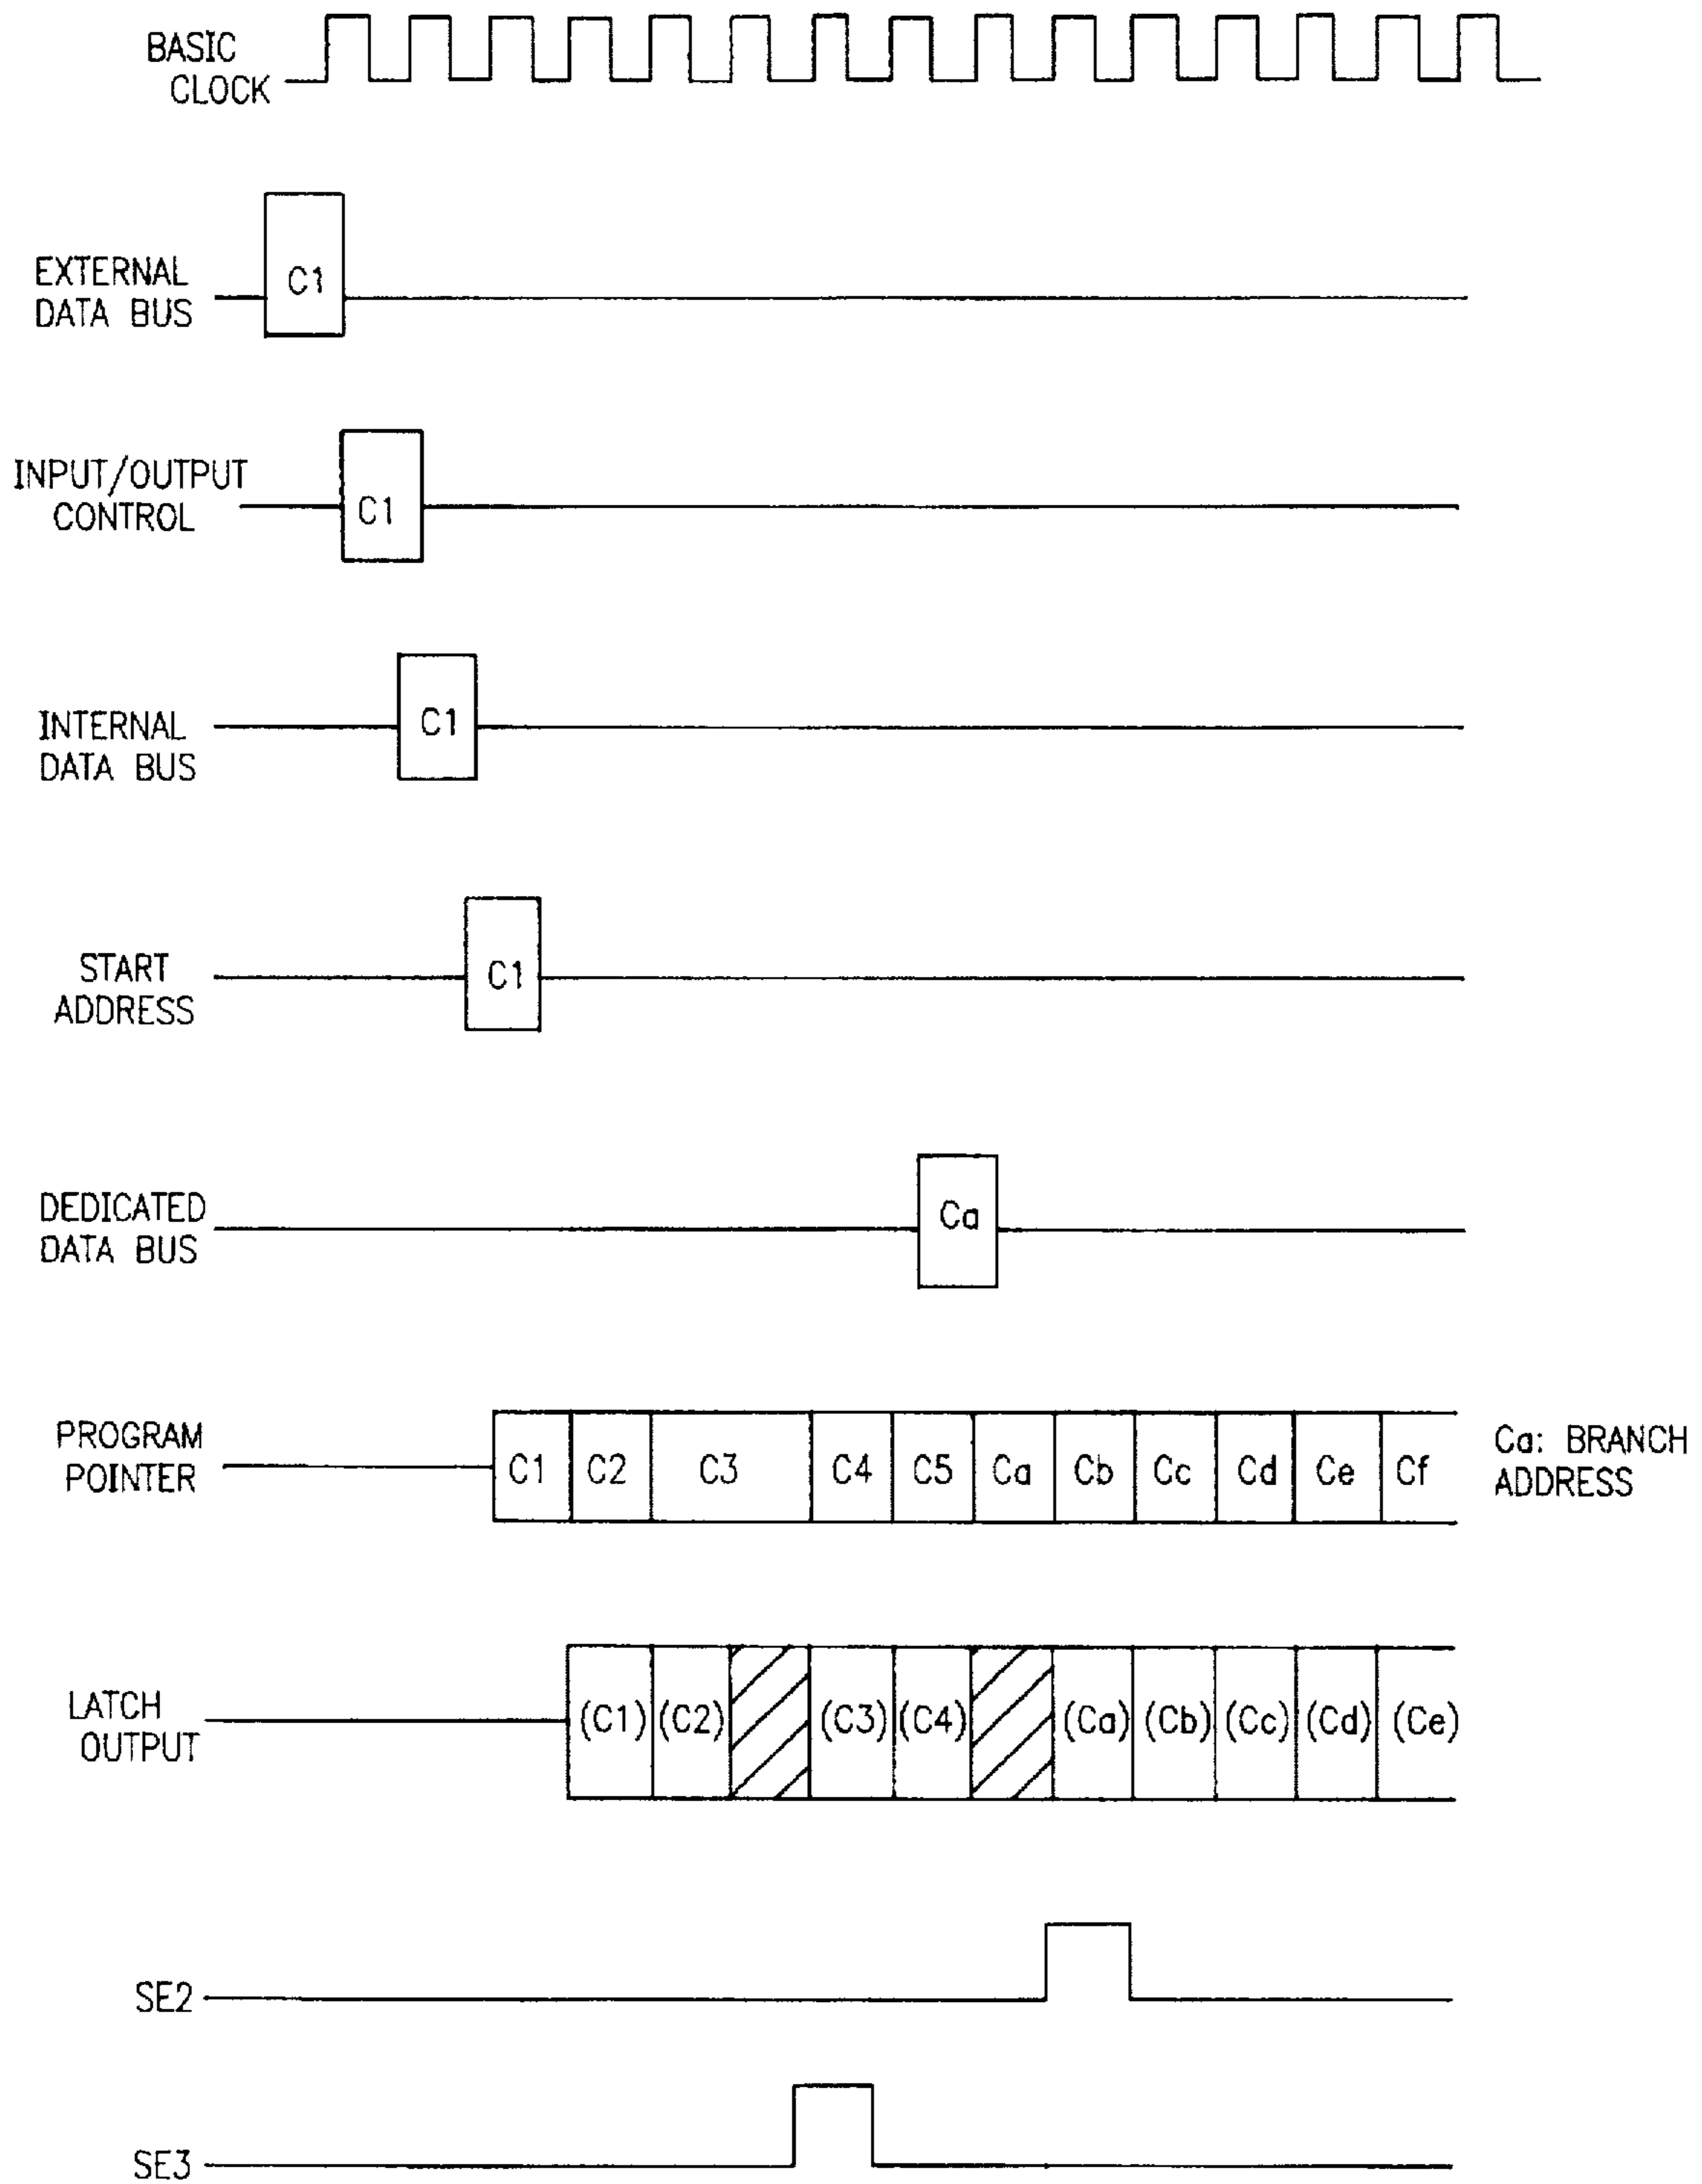 BASIC
CLOCK
EXTERNAL
DATA BUS
C1
INPUT/OUTPUT
CONTROL
C1
INTERNAL
DATA BUS
C1
START
ADDRESS
C1
DEDICATED
DATA BUS
Ca
PROGRAM
POINTER
C1 C2 C3 C4 C5 Ca Cb Cc Cd Ce Cf
Ca: BRANCH
ADDRESS
LATCH
OUTPUT
(C1) (C2) (C3) (C4) (Ca) (Cb) (Cc) (Cd) (Ce)
SE2
SE3